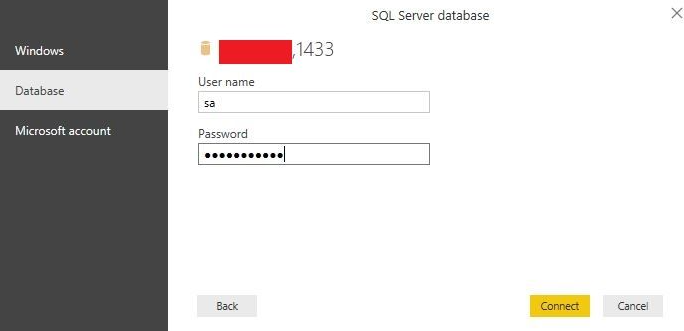 SQL Server database
Windows
Database
Microsoft account
,1433
User name
sa
Password
●●●●●●●●●●●
Back
Connect
Cancel